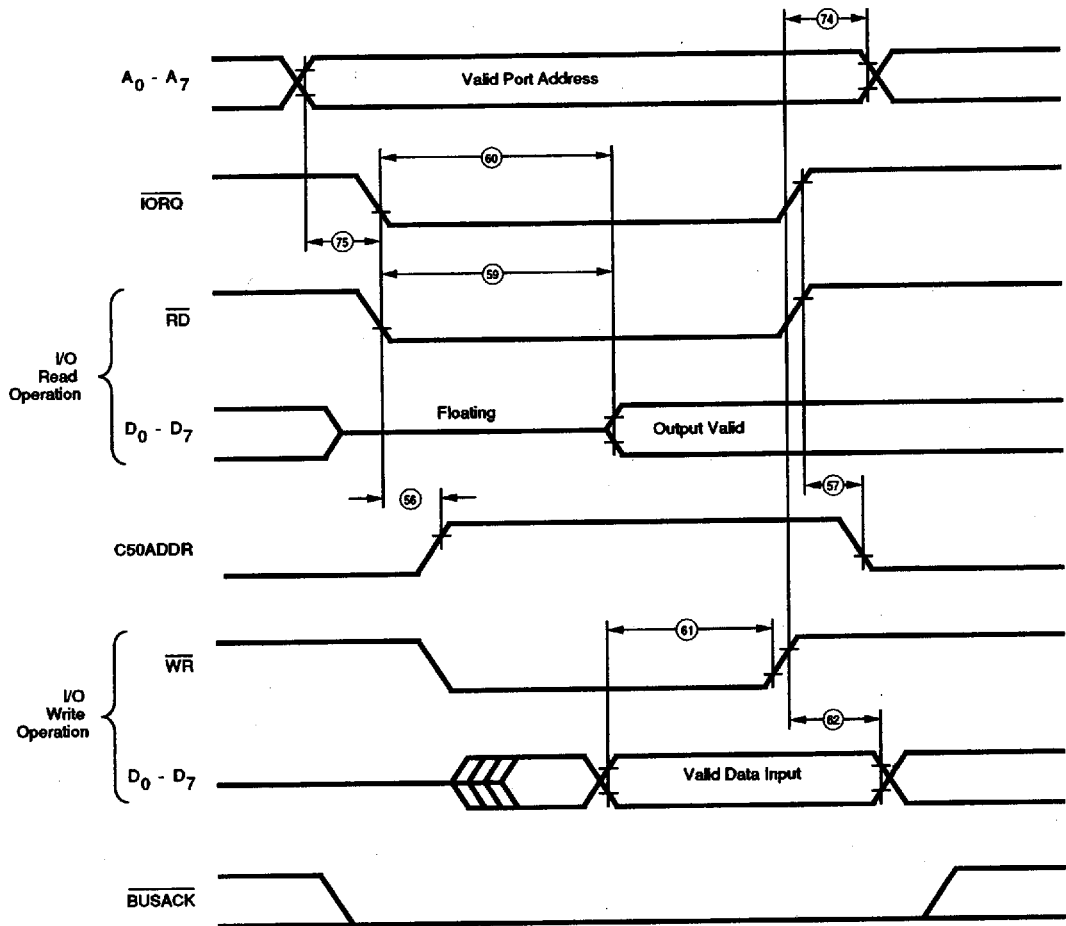 74
A0 - A7
Valid Port Address
60
IORQ
75
59
RD
I/O
Read
Operation
Floating
D0 - D7
Output Valid
56
57
C50ADDR
61
WR
I/O
Write
Operation
62
D0 - D7
Valid Data Input
BUSACK